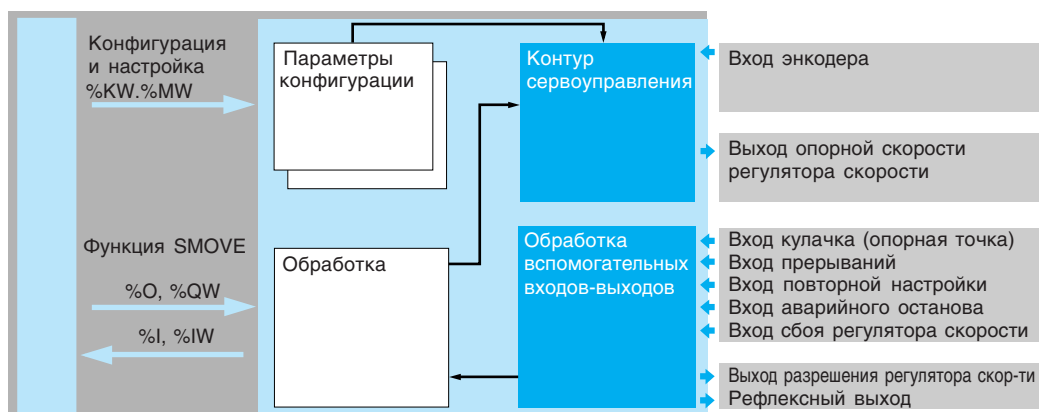 Конфигурация
и настройка
%KW.%MW
Параметры
конфигурации
Контур
сервоуправления
Вход энкодера
Выход опорной скорости
регулятора скорости
Функция SMOVE
%O, %QW
%I, %IW
Обработка
Обработка
вспомогательных
входов-выходов
Вход кулачка (опорная точка)
Вход прерываний
Вход повторной настройки
Вход аварийного останова
Вход сбоя регулятора скорости
Выход разрешения регулятора скор-ти
Рефлексный выход